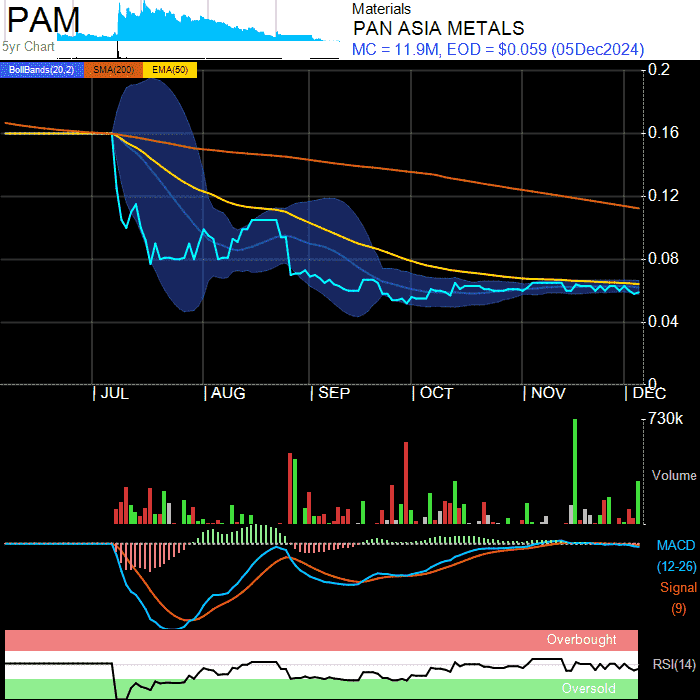 PAM
5yr Chart
Materials
PAN ASIA METALS
MC = 11.9M, EOD = $0.059 (05Dec2024)
BollBands(20,2) SMA(200) EMA(50)
0.2
0.16
0.12
0.08
0.04
0
JUL AUG SEP OCT NOV DEC
730k
Volume
MACD
(12-26)
Signal
(9)
Overbought
RSI(14)
Oversold